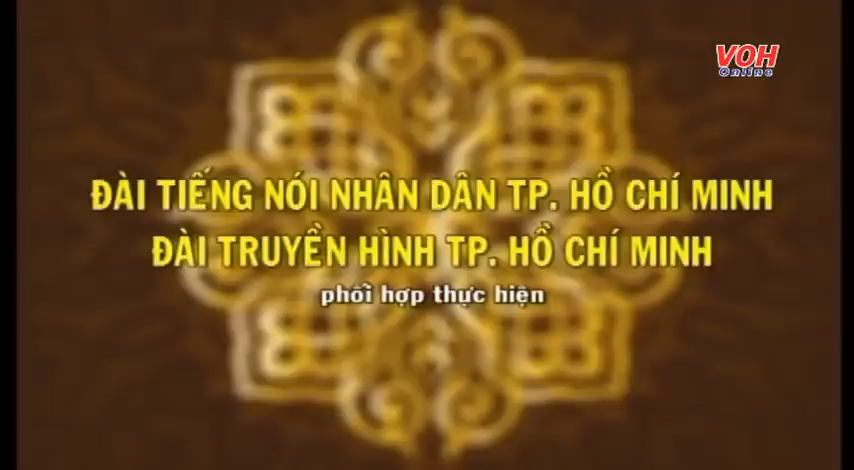 VOH
Online
ĐÀI TIẾNG NÓI NHÂN DÂN TP. HỒ CHÍ MINH
ĐÀI TRUYỀN HÌNH TP. HỒ CHÍ MINH
phối hợp thực hiện